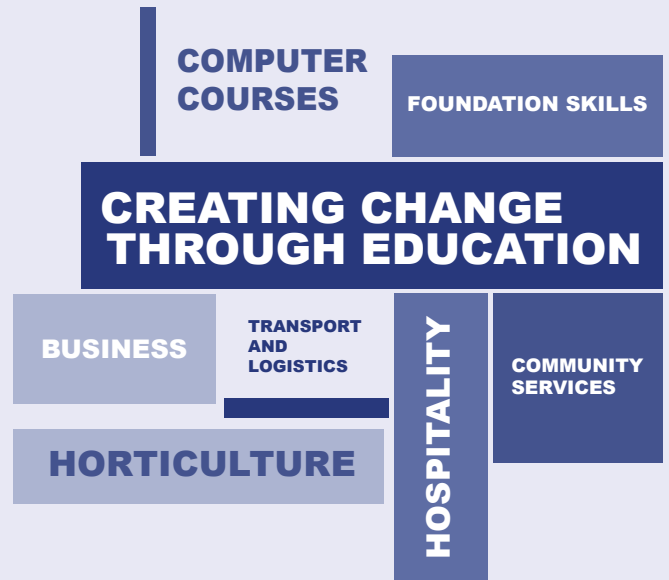 COMPUTER
COURSES
FOUNDATION SKILLS
CREATING CHANGE
THROUGH EDUCATION
BUSINESS
TRANSPORT
AND
LOGISTICS
HOSPITALITY
COMMUNITY
SERVICES
HORTICULTURE